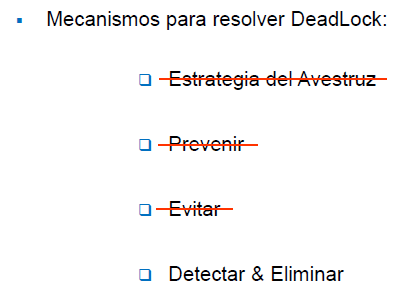 Mecanismos para resolver DeadLock:
Estrategia del Avestruz
Prevenir
Evitar
Detectar & Eliminar